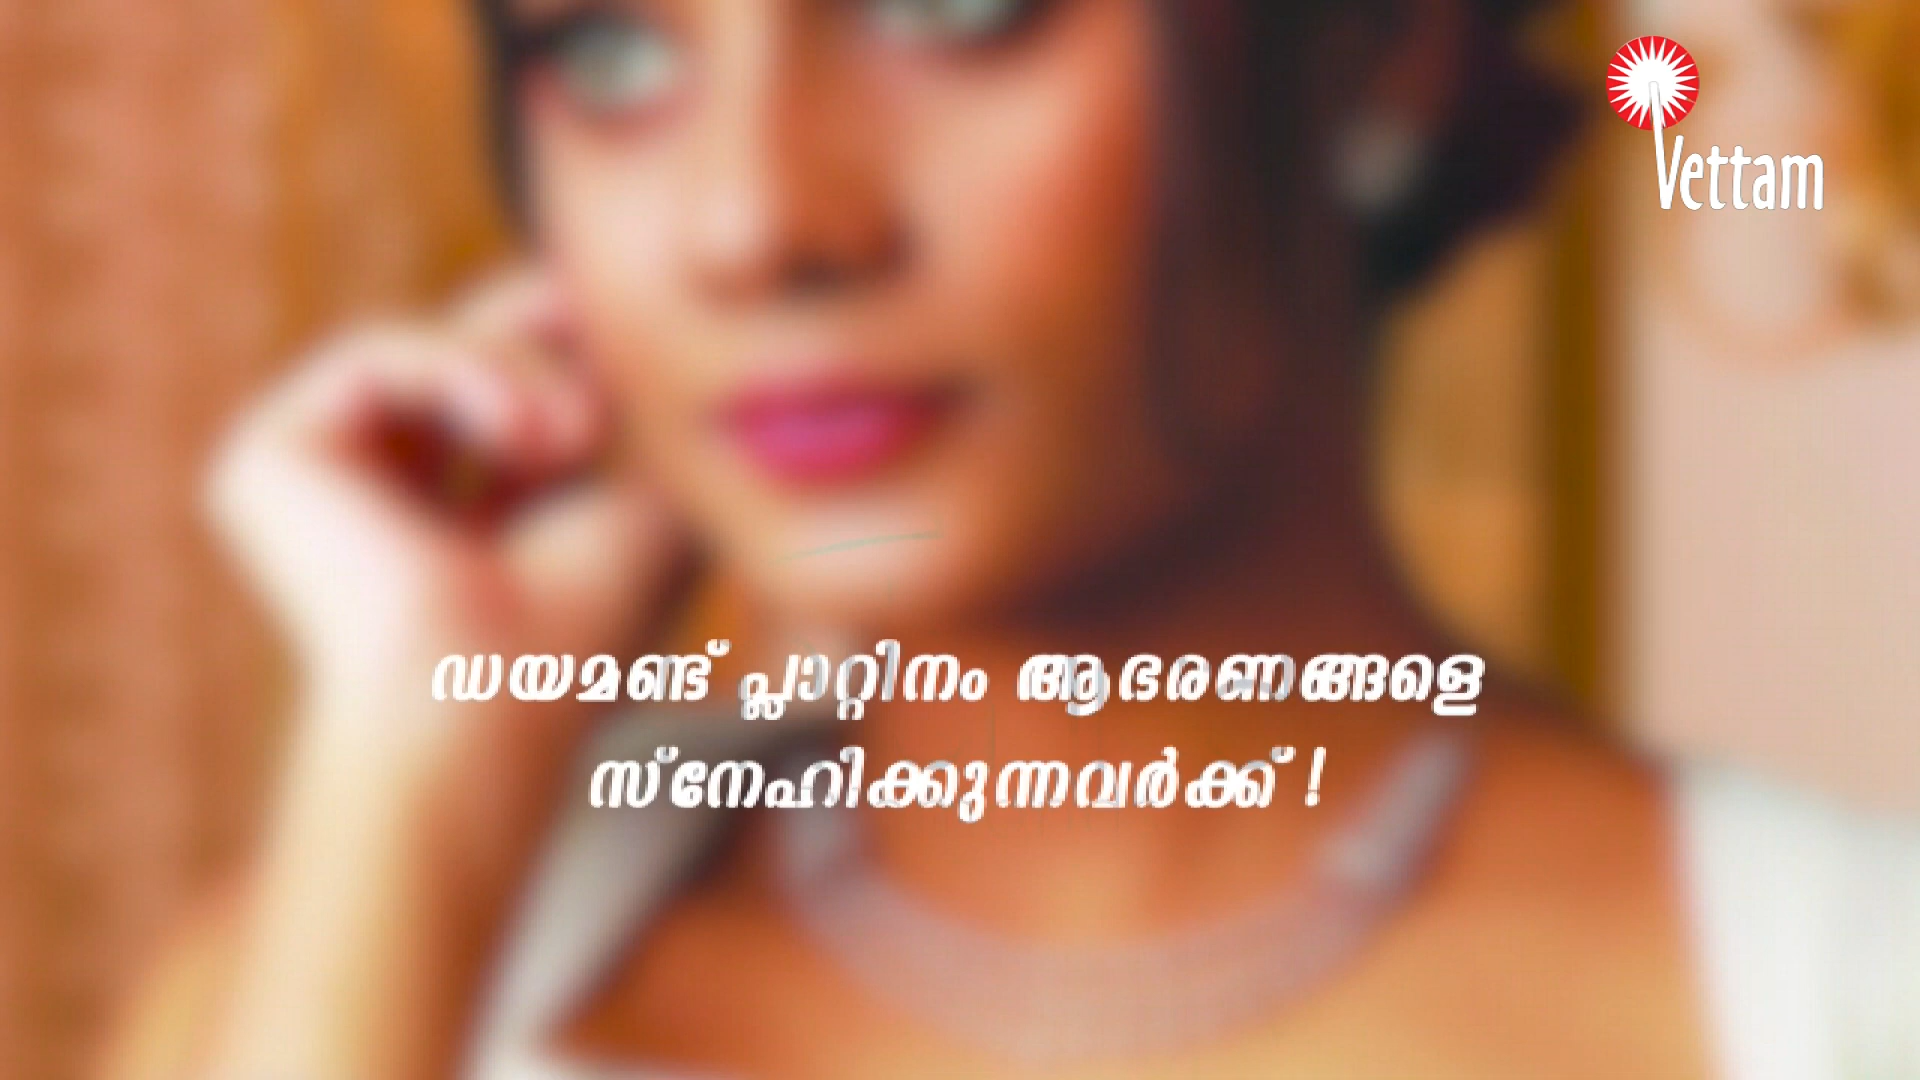 Vettam
ഡയമണ്ട് പ്ലാറ്റിനം ആഭരണങ്ങളെ
സ്നേഹിക്കുന്നവർക്ക് !